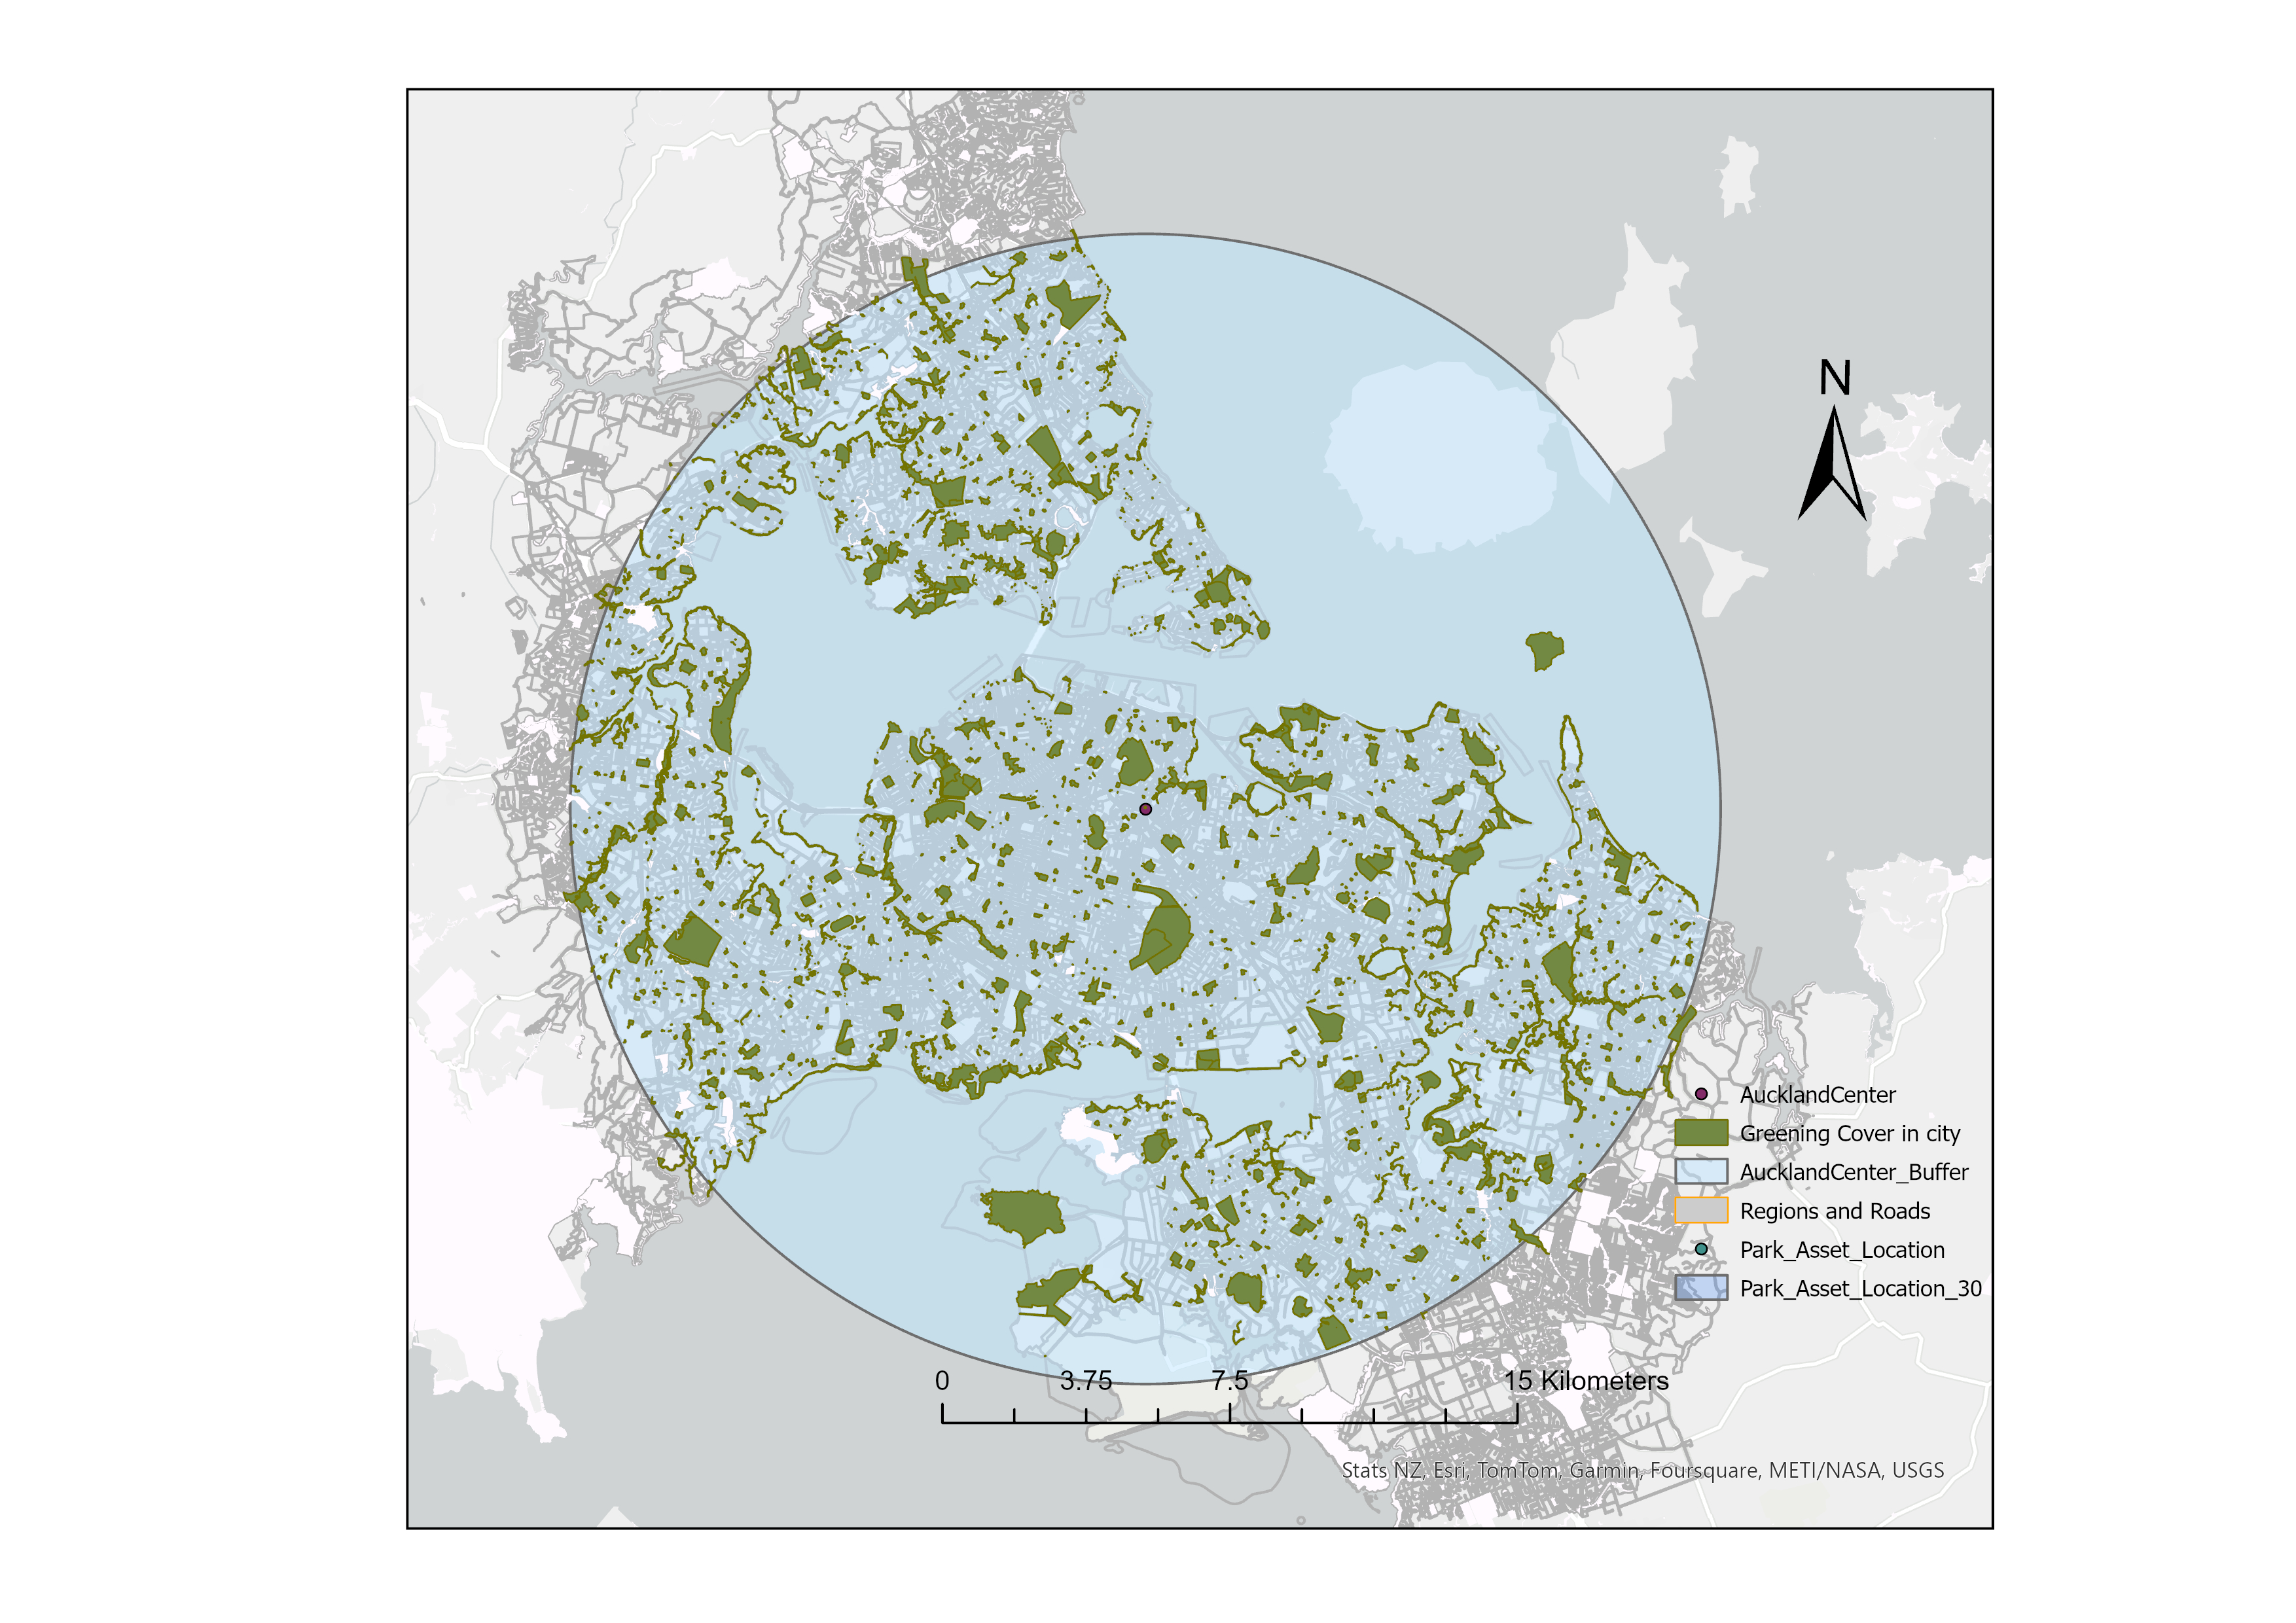 N
AucklandCenter
Greening Cover in city
AucklandCenter_Buffer
Regions and Roads
Park_Asset_Location
Park_Asset_Location_30
0 3.75 7.5 15 Kilometers
Stats NZ, Esri, TomTom, Garmin, Foursquare, METI/NASA, USGS